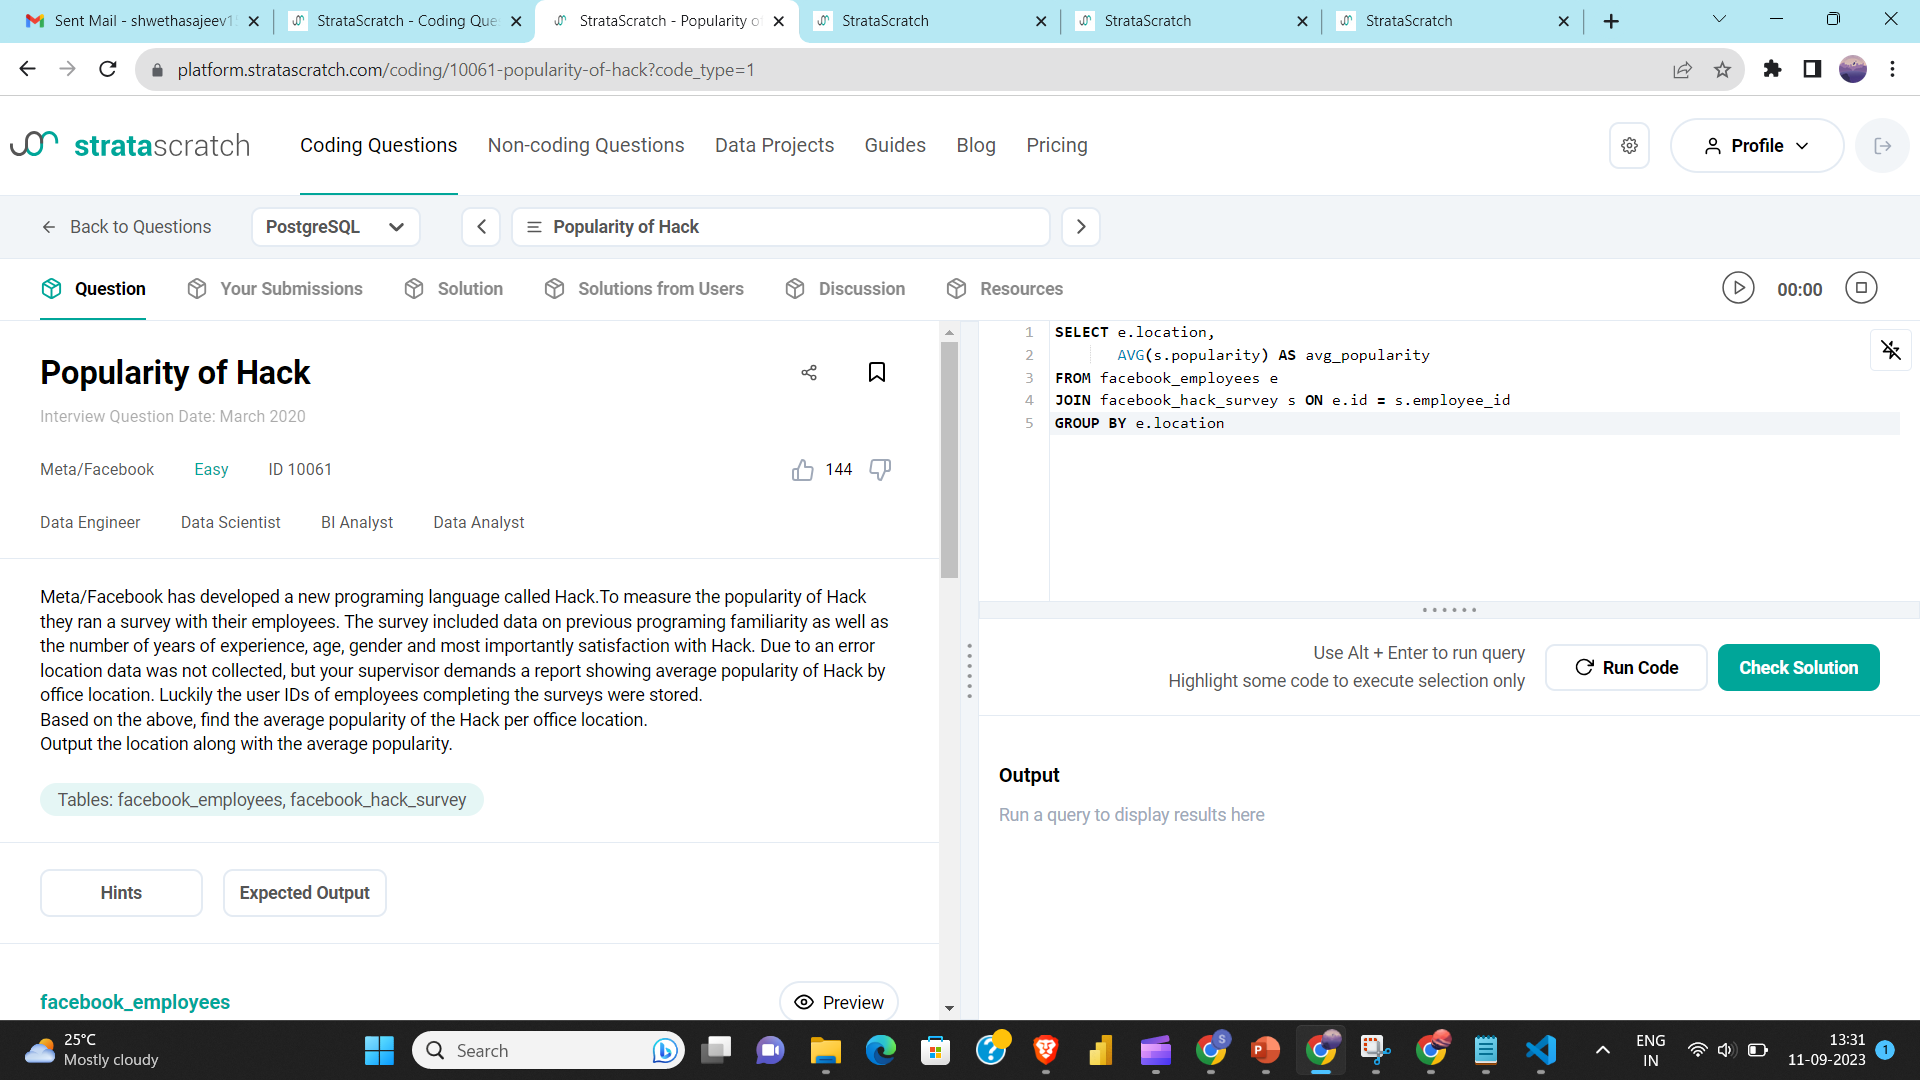 Sent Mail - shwethasajeev1
StrataScratch - Coding Que
StrataScratch - Popularity o
StrataScratch
StrataScratch
StrataScratch
platform.stratascratch.com/coding/10061-popularity-of-hack?code_type=1
stratascratch
Coding Questions
Non-coding Questions
Data Projects
Guides
Blog
Pricing
Profile
Back to Questions
PostgreSQL
Popularity of Hack
Question
Your Submissions
Solution
Solutions from Users
Discussion
Resources
00:00
Popularity of Hack
Interview Question Date: March 2020
Meta/Facebook
Easy
ID 10061
144
Data Engineer
Data Scientist
BI Analyst
Data Analyst
Meta/Facebook has developed a new programing language called Hack.To measure the popularity of Hack
they ran a survey with their employees. The survey included data on previous programing familiarity as well as
the number of years of experience, age, gender and most importantly satisfaction with Hack. Due to an error
location data was not collected, but your supervisor demands a report showing average popularity of Hack by
office location. Luckily the user IDs of employees completing the surveys were stored.
Based on the above, find the average popularity of the Hack per office location.
Output the location along with the average popularity.
Tables: facebook_employees, facebook_hack_survey
Hints
Expected Output
facebook_employees
Preview
1 SELECT e.location,
2 AVG(s.popularity) AS avg_popularity
3 FROM facebook_employees e
4 JOIN facebook_hack_survey s ON e.id = s.employee_id
5 GROUP BY e.location
Use Alt + Enter to run query
Highlight some code to execute selection only
Run Code
Check Solution
Output
Run a query to display results here
25°C
Mostly cloudy
Search
ENG
IN
13:31
11-09-2023
1